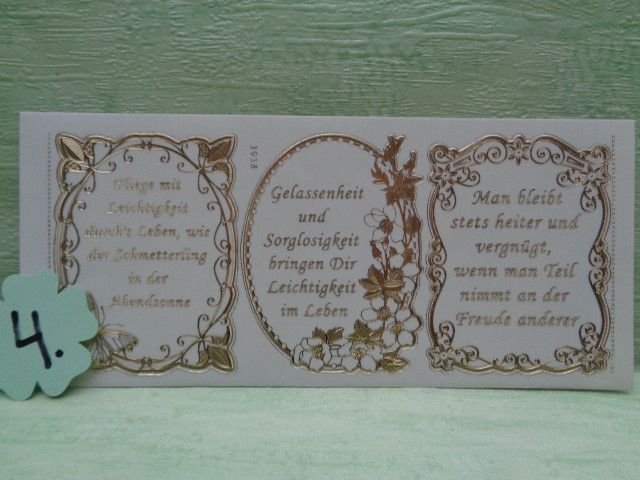 Fliege mit
Leichtigkeit
durch's Leben, wie
der Schmetterling
in der
Abendsonne
3018
Gelassenheit
und
Sorglosigkeit
bringen Dir
Leichtigkeit
im Leben
Man bleibt
stets heiter und
vergnügt,
wenn man Teil
nimmt an der
Freude anderer
4.